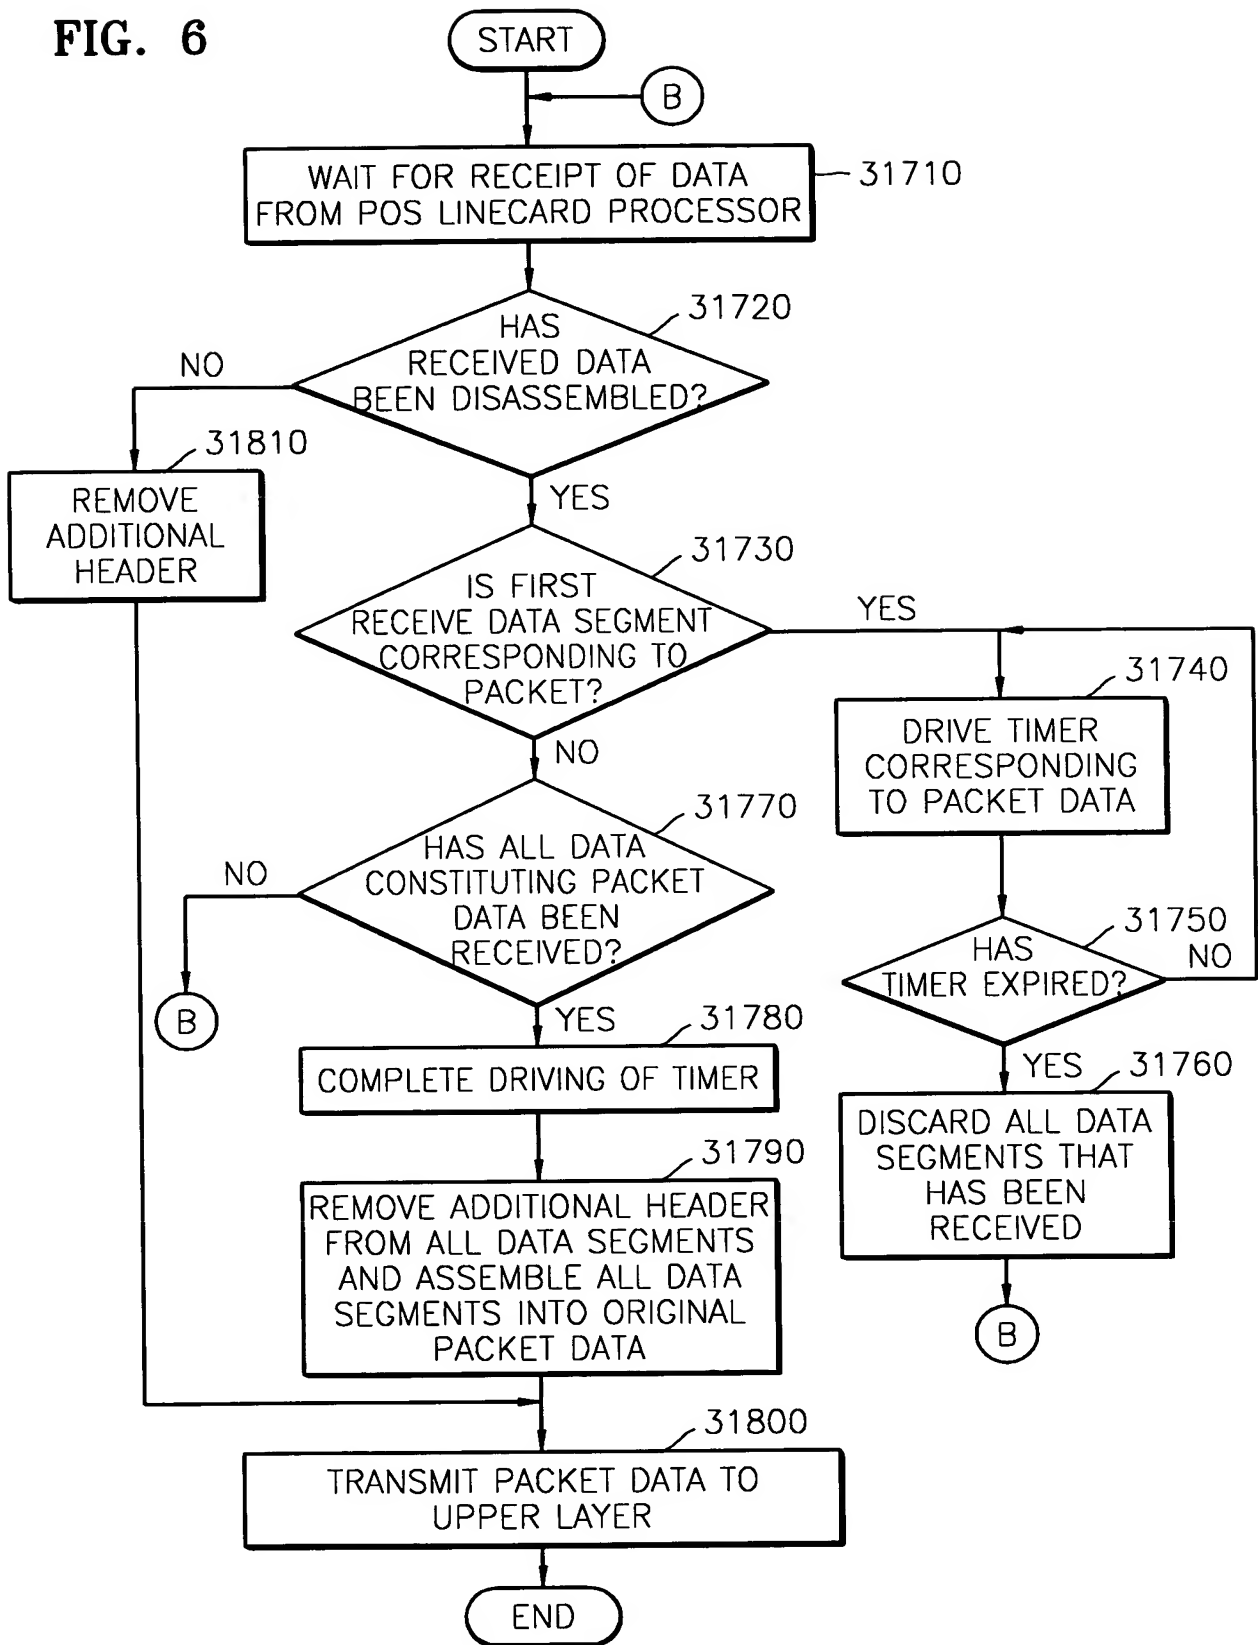 FIG. 6
START
B
WAIT FOR RECEIPT OF DATA
FROM POS LINECARD PROCESSOR
31710
HAS
RECEIVED DATA
BEEN DISASSEMBLED?
31720
NO
YES
31810
REMOVE
ADDITIONAL
HEADER
IS FIRST
RECEIVE DATA SEGMENT
CORRESPONDING TO
PACKET?
31730
YES
NO
31740
DRIVE TIMER
CORRESPONDING
TO PACKET DATA
HAS ALL DATA
CONSTITUTING PACKET
DATA BEEN
RECEIVED?
31770
NO
B
YES
HAS
TIMER EXPIRED?
31750
NO
YES
31780
COMPLETE DRIVING OF TIMER
31760
DISCARD ALL DATA
SEGMENTS THAT
HAS BEEN
RECEIVED
B
31790
REMOVE ADDITIONAL HEADER
FROM ALL DATA SEGMENTS
AND ASSEMBLE ALL DATA
SEGMENTS INTO ORIGINAL
PACKET DATA
31800
TRANSMIT PACKET DATA TO
UPPER LAYER
END